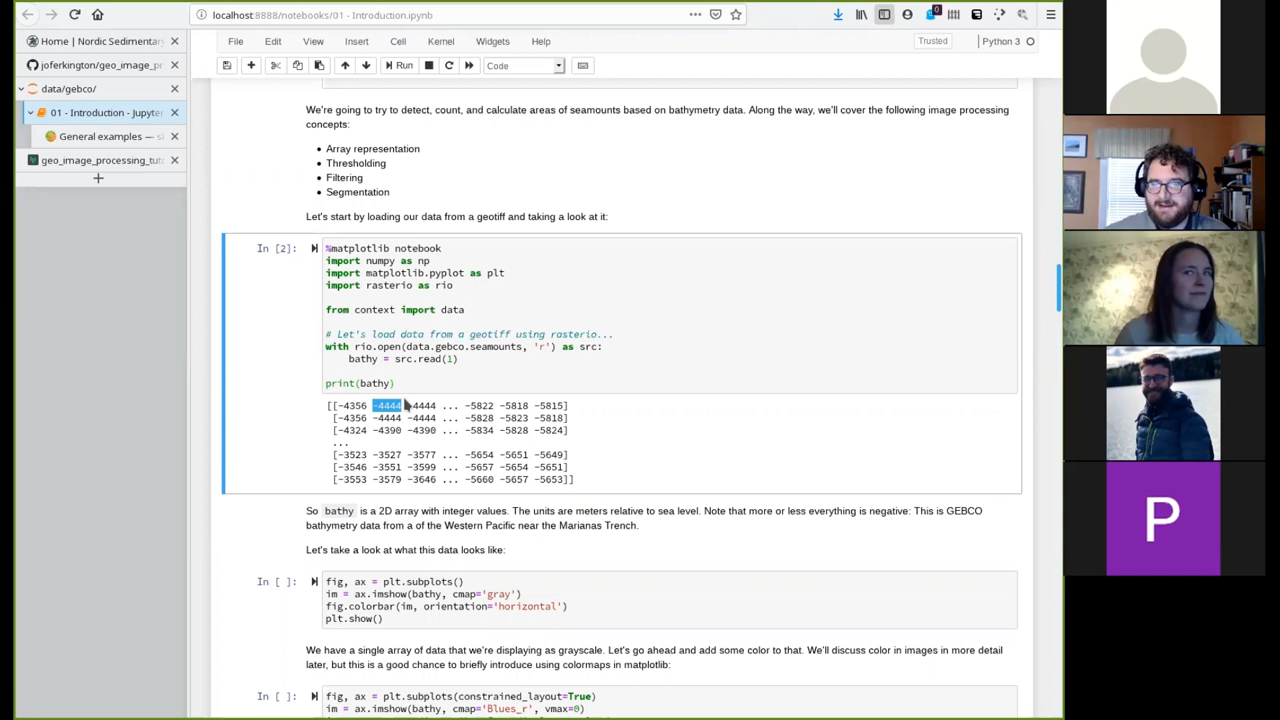 localhost:8888/notebooks/01 - Introduction.ipynb
Home | Nordic Sedimentar
joferkington/geo_image_pr
data/gebco/
01 - Introduction - Jupyter
General examples — si
geo_image_processing_tuto
File Edit View Insert Cell Kernel Widgets Help
Trusted
Python 3
Run
Code
We're going to try to detect, count, and calculate areas of seamounts based on bathymetry data. Along the way, we'll cover the following image processing
concepts:
• Array representation
• Thresholding
• Filtering
• Segmentation
Let's start by loading our data from a geotiff and taking a look at it:
In [2]:
%matplotlib notebook
import numpy as np
import matplotlib.pyplot as plt
import rasterio as rio
from context import data
# Let's load data from a geotiff using rasterio...
with rio.open(data.gebco.seamounts, 'r') as src:
bathy = src.read(1)
print(bathy)
[[-4356 -4444 -4444 ... -5822 -5818 -5815]
[-4356 -4444 -4444 ... -5828 -5823 -5818]
[-4324 -4390 -4390 ... -5834 -5828 -5823]
...
[-3523 -3527 -3577 ... -5654 -5651 -5649]
[-3546 -3551 -3599 ... -5657 -5654 -5651]
[-3553 -3579 -3646 ... -5660 -5657 -5653]]
So bathy is a 2D array with integer values. The units are meters relative to sea level. Note that more or less everything is negative: This is GEBCO
bathymetry data from a of the Western Pacific near the Marianas Trench.
Let's take a look at what this data looks like:
In [ ]:
fig, ax = plt.subplots()
im = ax.imshow(bathy, cmap='gray')
fig.colorbar(im, orientation='horizontal')
plt.show()
We have a single array of data that we're displaying as grayscale. Let's go ahead and add some color to that. We'll discuss color in images in more detail
later, but this is a good chance to briefly introduce using colormaps in matplotlib:
In [ ]:
fig, ax = plt.subplots(constrained_layout=True)
im = ax.imshow(bathy, cmap='Blues_r', vmax=0)
P